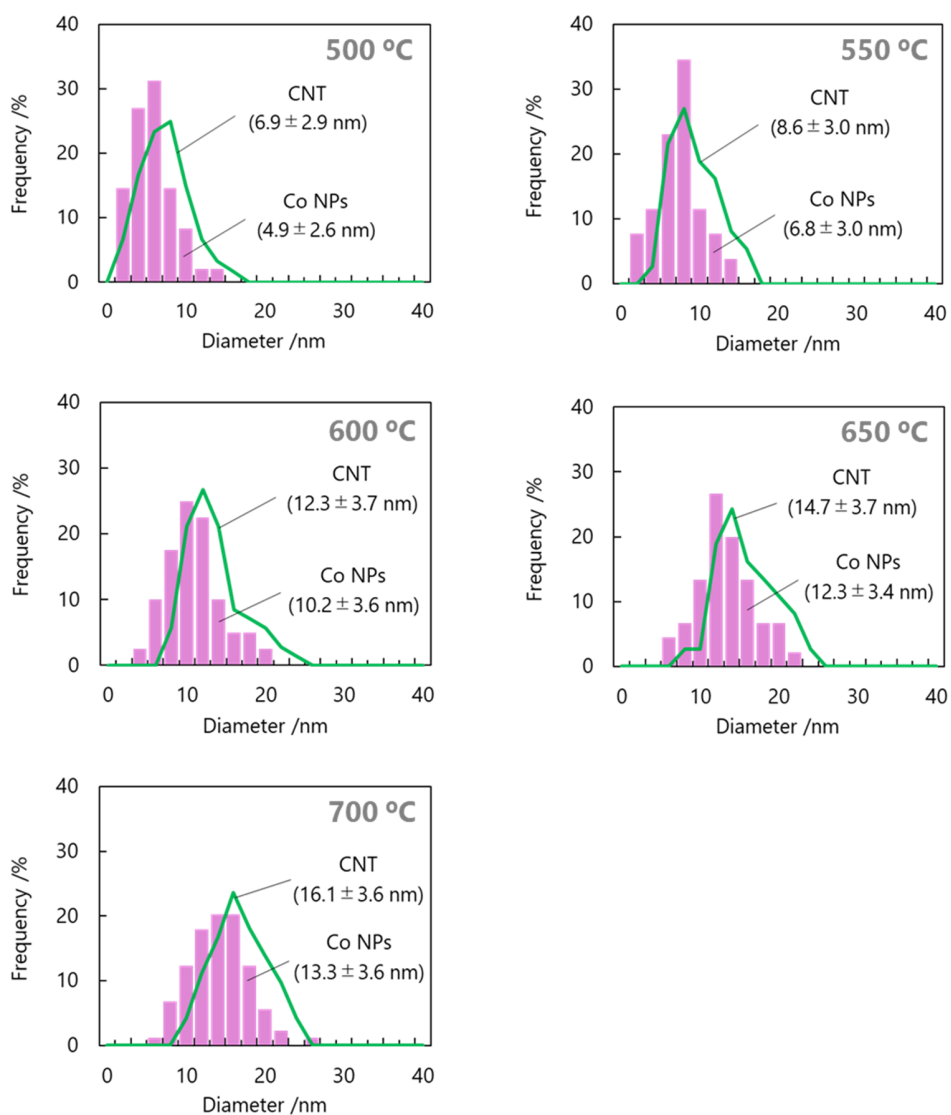 500 ºC
Frequency /%
40
30
20
10
0
CNT
(6.9 ± 2.9 nm)
Co NPs
(4.9 ± 2.6 nm)
0 10 20 30 40
Diameter /nm
550 ºC
Frequency /%
40
30
20
10
0
CNT
(8.6 ± 3.0 nm)
Co NPs
(6.8 ± 3.0 nm)
0 10 20 30 40
Diameter /nm
600 ºC
Frequency /%
40
30
20
10
0
CNT
(12.3 ± 3.7 nm)
Co NPs
(10.2 ± 3.6 nm)
0 10 20 30 40
Diameter /nm
650 ºC
Frequency /%
40
30
20
10
0
CNT
(14.7 ± 3.7 nm)
Co NPs
(12.3 ± 3.4 nm)
0 10 20 30 40
Diameter /nm
700 ºC
Frequency /%
40
30
20
10
0
CNT
(16.1 ± 3.6 nm)
Co NPs
(13.3 ± 3.6 nm)
0 10 20 30 40
Diameter /nm